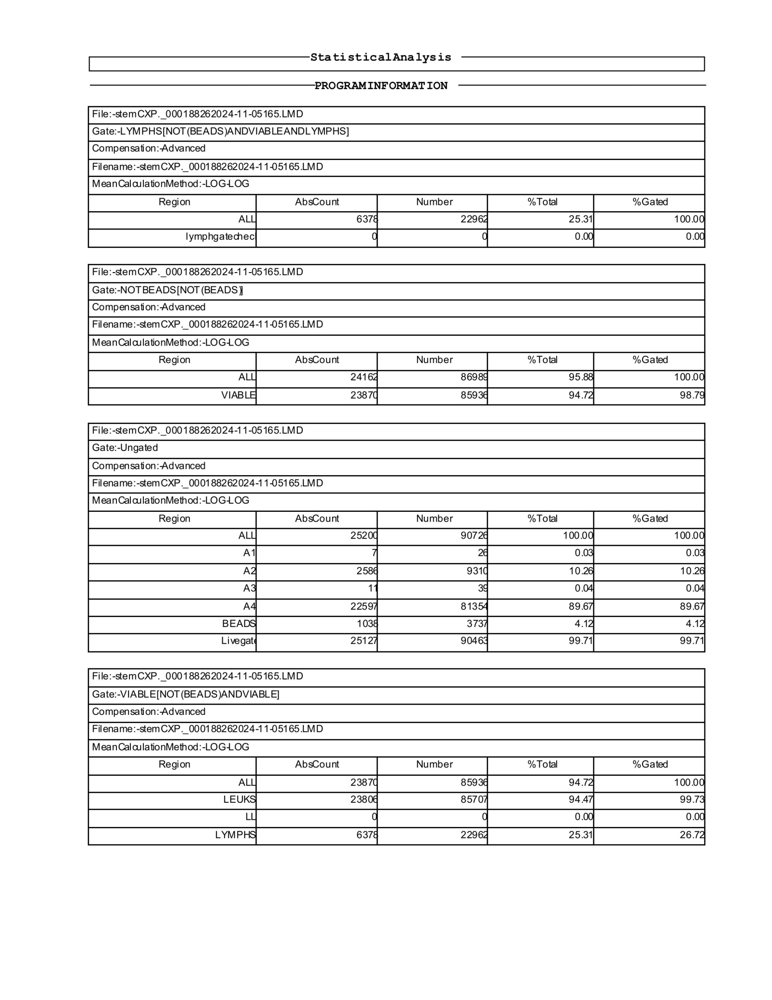 StatisticalAnalysis
PROGRAMINFORMATION
File:-stemCXP._000188262024-11-05165.LMD
Gate:-LYMPHS[NOT(BEADS)ANDVIABLEANDLYMPHS]
Compensation:-Advanced
Filename:-stemCXP._000188262024-11-05165.LMD
MeanCalculationMethod:-LOG-LOG
Region AbsCount Number %Total %Gated
ALL 6378 22962 25.31 100.00
lymphgatechecl 0 0 0.00 0.00
File:-stemCXP._000188262024-11-05165.LMD
Gate:-NOTBEADS[NOT(BEADS)]
Compensation:-Advanced
Filename:-stemCXP._000188262024-11-05165.LMD
MeanCalculationMethod:-LOG-LOG
Region AbsCount Number %Total %Gated
ALL 24162 86989 95.88 100.00
VIABLE 23870 85936 94.72 98.79
File:-stemCXP._000188262024-11-05165.LMD
Gate:-Ungated
Compensation:-Advanced
Filename:-stemCXP._000188262024-11-05165.LMD
MeanCalculationMethod:-LOG-LOG
Region AbsCount Number %Total %Gated
ALL 25200 90726 100.00 100.00
A1 7 26 0.03 0.03
A2 2586 9310 10.26 10.26
A3 11 39 0.04 0.04
A4 22597 81354 89.67 89.67
BEADS 1038 3737 4.12 4.12
Livegate 25127 90463 99.71 99.71
File:-stemCXP._000188262024-11-05165.LMD
Gate:-VIABLE[NOT(BEADS)ANDVIABLE]
Compensation:-Advanced
Filename:-stemCXP._000188262024-11-05165.LMD
MeanCalculationMethod:-LOG-LOG
Region AbsCount Number %Total %Gated
ALL 23870 85936 94.72 100.00
LEUKS 23806 85707 94.47 99.73
LL 0 0 0.00 0.00
LYMPHS 6378 22962 25.31 26.72